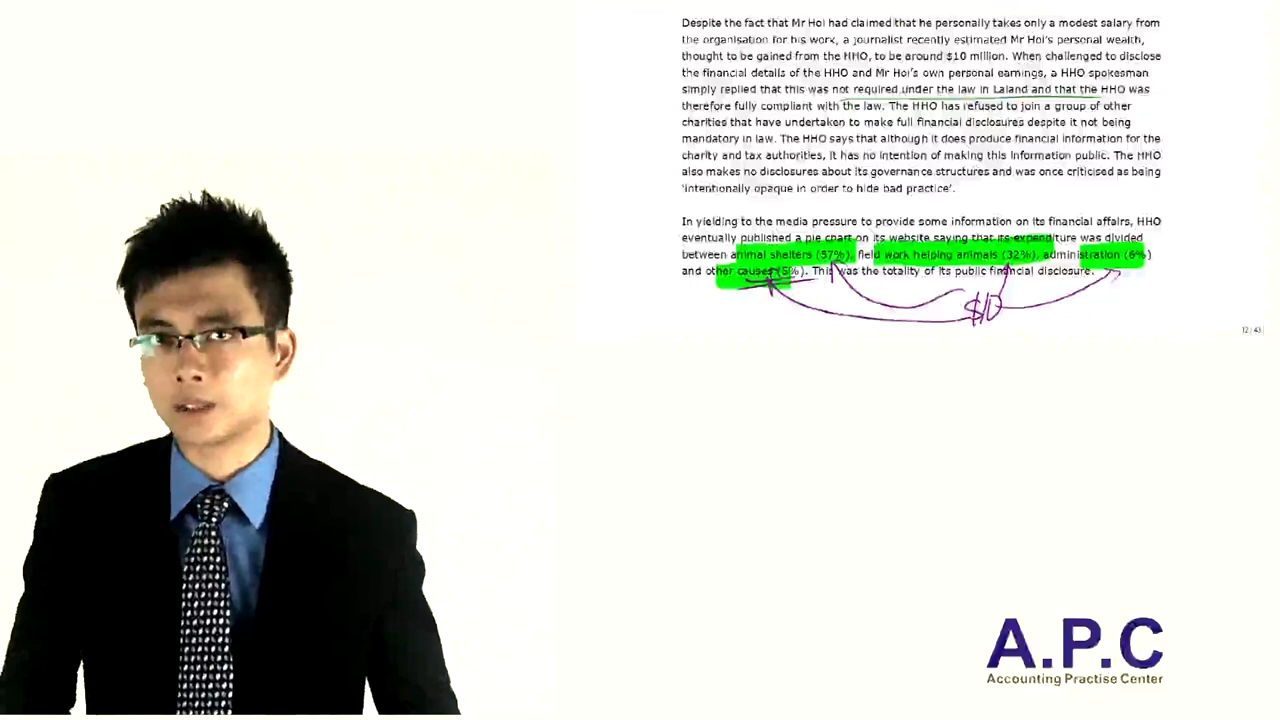 Despite the fact that Mr Hoi had claimed that he personally takes only a modest salary from
the organisation for his work, a journalist recently estimated Mr Hoi's personal wealth,
thought to be gained from the HHO, to be around $10 million. When challenged to disclose
the financial details of the HHO and Mr Hoi's own personal earnings, a HHO spokesman
simply replied that this was not required under the law in Laland and that the HHO was
therefore fully compliant with the law. The HHO has refused to join a group of other
charities that have undertaken to make full financial disclosures despite it not being
mandatory in law. The HHO says that although it does produce financial information for the
charity and tax authorities, it has no intention of making this information public. The HHO
also makes no disclosures about its governance structures and was once criticised as being
'intentionally opaque in order to hide bad practice'.
In yielding to the media pressure to provide some information on its financial affairs, HHO
eventually published a pie chart on its website saying that its expenditure was divided
between animal shelters (57%), field work helping animals (32%), administration (6%)
and other causes (5%). This was the totality of its public financial disclosure.
$10
12 / 43
A.P.C
Accounting Practise Center